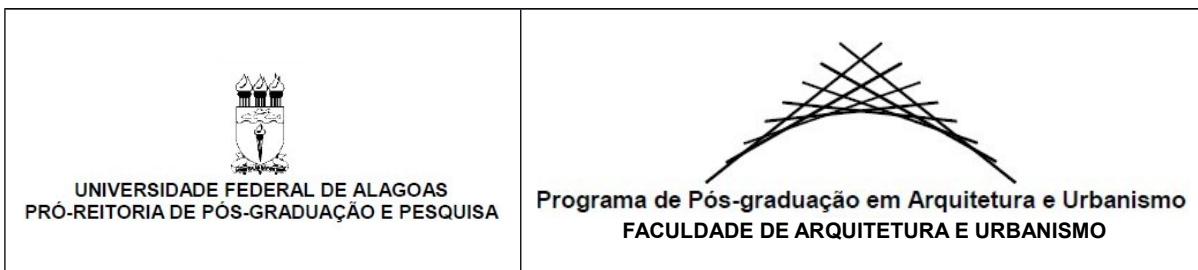 UNIVERSIDADE FEDERAL DE ALAGOAS
PRÓ-REITORIA DE PÓS-GRADUAÇÃO E PESQUISA
Programa de Pós-graduação em Arquitetura e Urbanismo
FACULDADE DE ARQUITETURA E URBANISMO